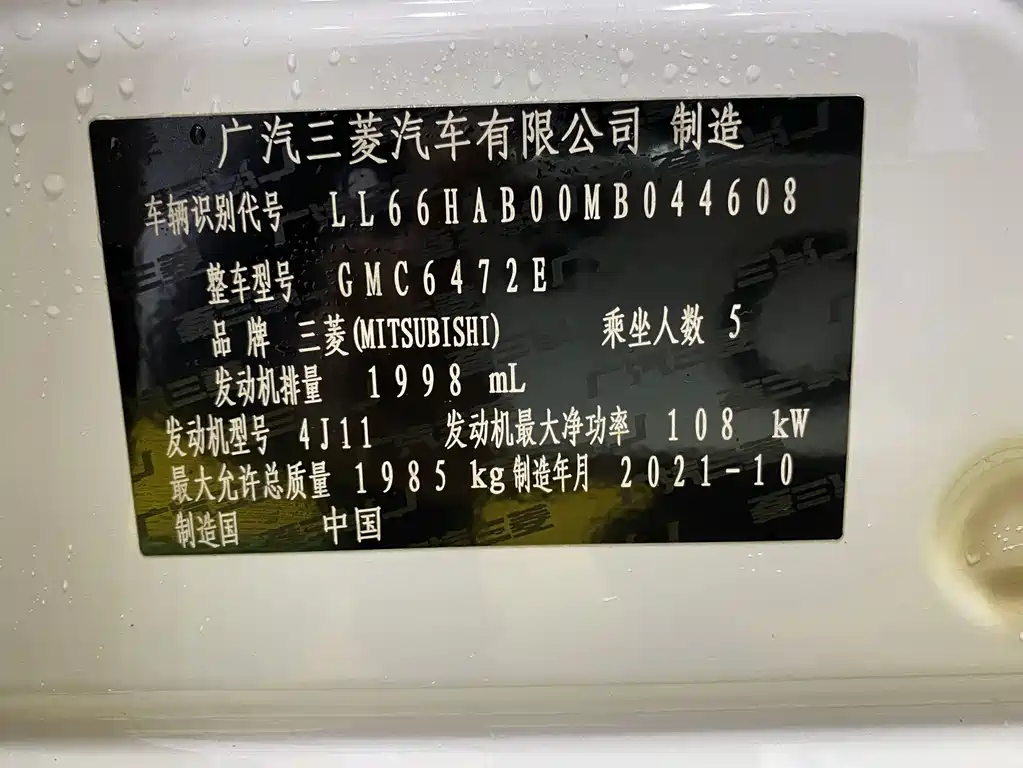 广汽三菱汽车有限公司 制造
车辆识别代号 LL66HAB00MB044608
整车型号 GMC6472E
品牌 三菱(MITSUBISHI) 乘坐人数 5
发动机排量 1998 mL
发动机型号 4J11 发动机最大净功率 108 kW
最大允许总质量 1985 kg 制造年月 2021-10
制造国 中国